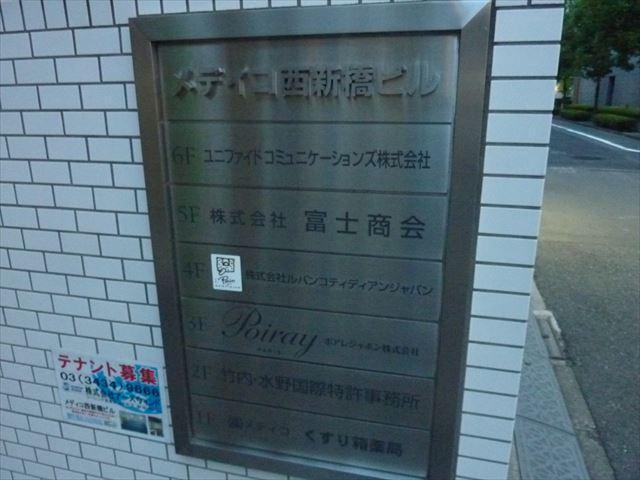 メディコ西新橋ビル
6F ユニファイドコミュニケーションズ株式会社
5F 株式会社 富士商会
4F 株式会社ルパンコティディアンジャパン
3F Poiray PARIS ポアレジャポン株式会社
2F 竹内・水野国際特許事務所
1F ㈱メディコ くすり箱薬局
テナント募集
03(3434)9666
メディコ西新橋ビル